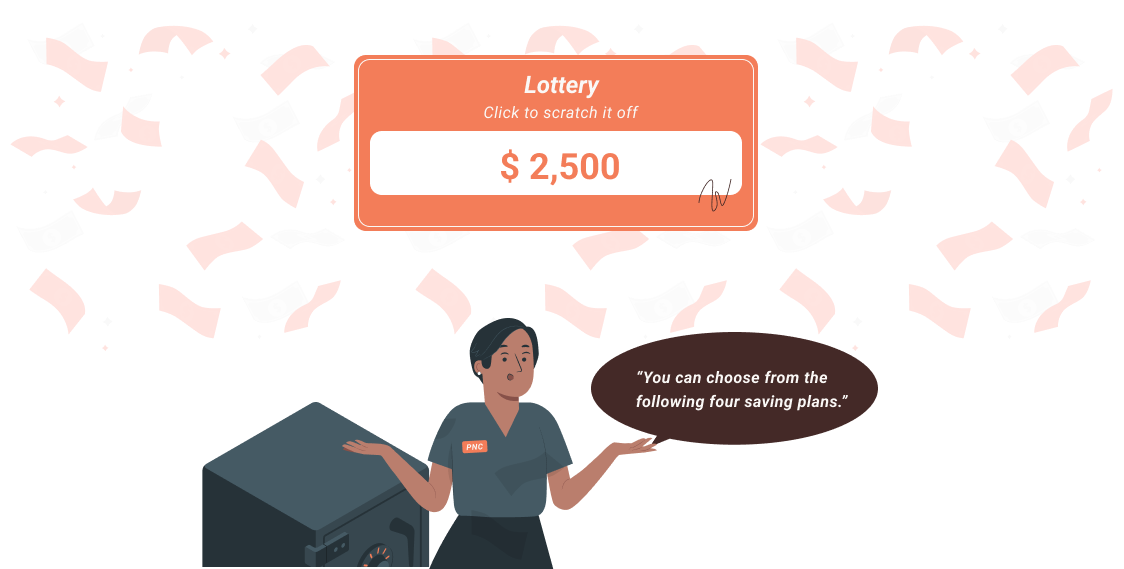 Lottery
Click to scratch it off
$ 2,500
"You can choose from the
following four saving plans."
PNC